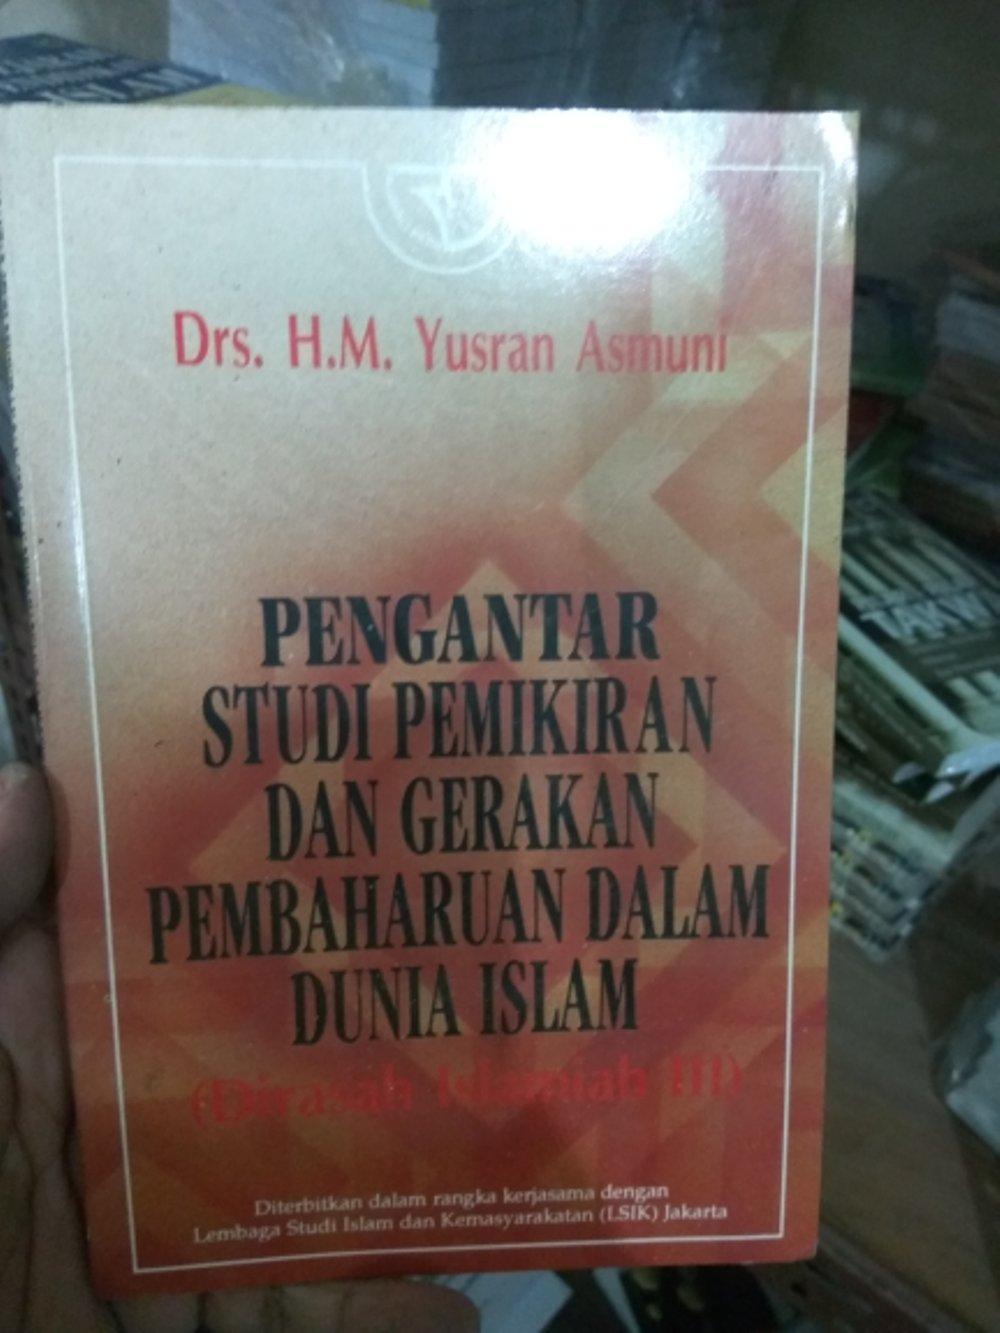 Drs. H.M. Yusran Asmuni
PENGANTAR
STUDI PEMIKIRAN
DAN GERAKAN
PEMBAHARUAN DALAM
DUNIA ISLAM
(Dirasah Islamiah III)
Diterbitkan dalam rangka kerjasama dengan
Lembaga Studi Islam dan Kemasyarakatan (LSIK) Jakarta